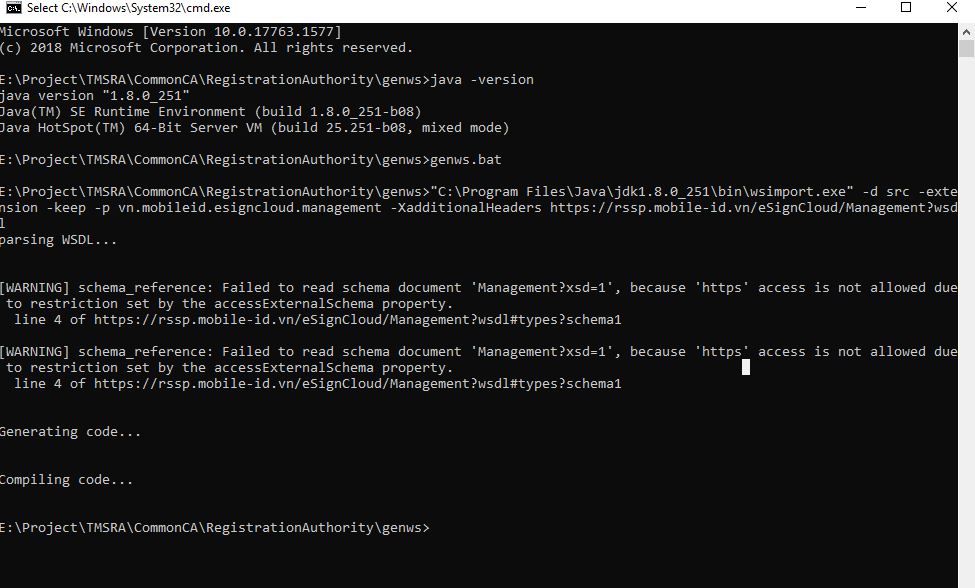 Select C:\Windows\System32\cmd.exe
Microsoft Windows [Version 10.0.17763.1577]
(c) 2018 Microsoft Corporation. All rights reserved.
E:\Project\TMSRA\CommonCA\RegistrationAuthority\genws>java -version
java version "1.8.0_251"
Java(TM) SE Runtime Environment (build 1.8.0_251-b08)
Java HotSpot(TM) 64-Bit Server VM (build 25.251-b08, mixed mode)
E:\Project\TMSRA\CommonCA\RegistrationAuthority\genws>genws.bat
E:\Project\TMSRA\CommonCA\RegistrationAuthority\genws>"C:\Program Files\Java\jdk1.8.0_251\bin\wsimport.exe" -d src -exte
nsion -keep -p vn.mobileid.esigncloud.management -XadditionalHeaders https://rssp.mobile-id.vn/eSignCloud/Management?wsd
l
parsing WSDL...
[WARNING] schema_reference: Failed to read schema document 'Management?xsd=1', because 'https' access is not allowed due
to restriction set by the accessExternalSchema property.
line 4 of https://rssp.mobile-id.vn/eSignCloud/Management?wsdl#types?schema1
[WARNING] schema_reference: Failed to read schema document 'Management?xsd=1', because 'https' access is not allowed due
to restriction set by the accessExternalSchema property.
line 4 of https://rssp.mobile-id.vn/eSignCloud/Management?wsdl#types?schema1
Generating code...
Compiling code...
E:\Project\TMSRA\CommonCA\RegistrationAuthority\genws>